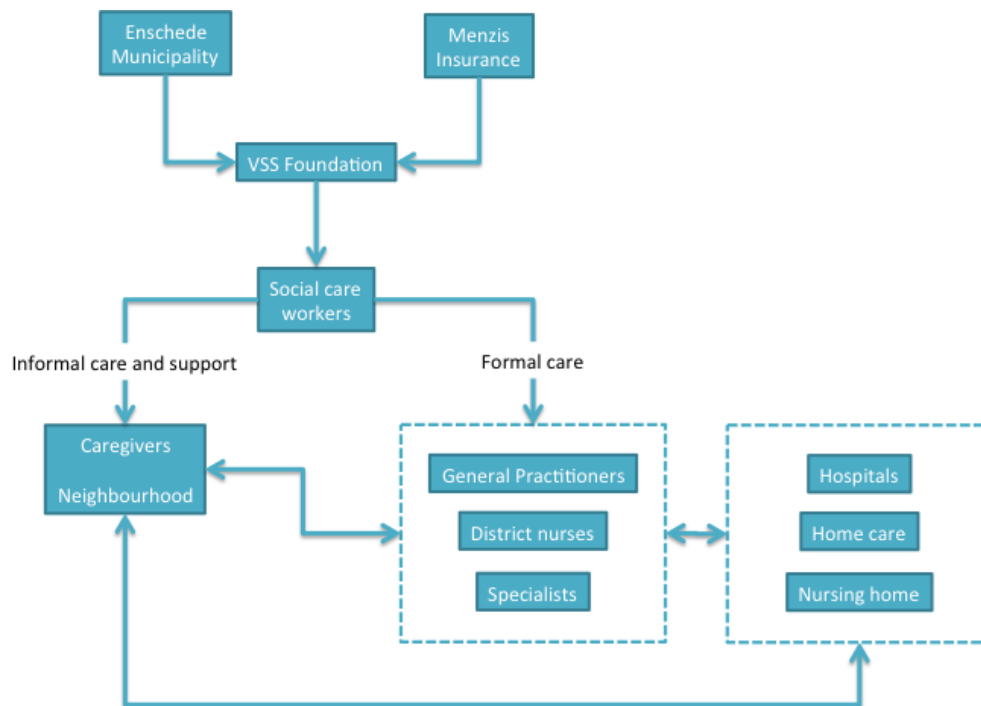 Enschede
Municipality
Menzis
Insurance
VSS Foundation
Social care
workers
Informal care and support
Formal care
Caregivers
Neighbourhood
General Practitioners
District nurses
Specialists
Hospitals
Home care
Nursing home